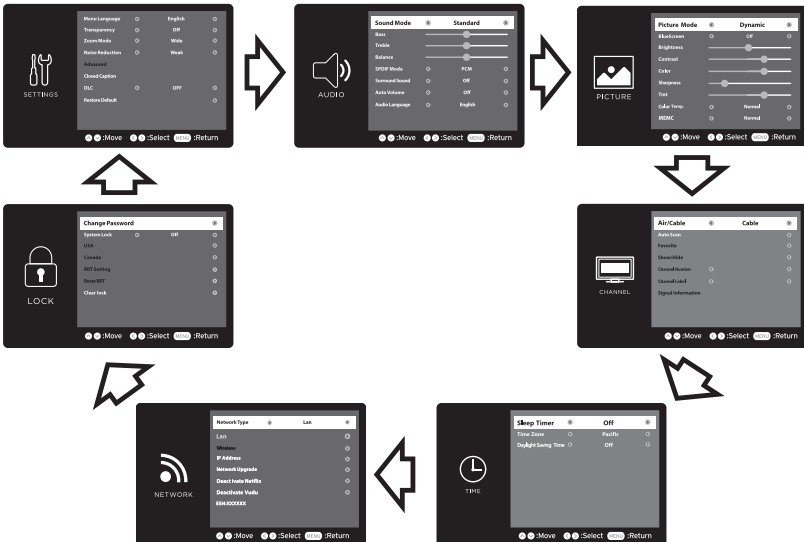 SETTINGS
Menu Language English
Transparency Off
Zoom Mode Wide
Noise Reduction Weak
Advanced
Closed Caption
DLC OFF
Restore Default
:Move :Select MENU :Return
AUDIO
Sound Mode Standard
Bass
Treble
Balance
SPDIF Mode PCM
Surround Sound Off
Auto Volume Off
Audio Language English
:Move :Select MENU :Return
PICTURE
Picture Mode Dynamic
BlueScreen Off
Brightness
Contrast
Color
Sharpness
Tint
Color Temp. Normal
MEMC Normal
:Move :Select MENU :Return
LOCK
Change Password
System Lock Off
USA
Canada
RRT Setting
Reset RRT
Clear lock
:Move :Select MENU :Return
CHANNEL
Air/Cable Cable
Auto Scan
Favorite
Show/Hide
Channel Number
Channel Label
Signal Information
:Move :Select MENU :Return
NETWORK
Network Type Lan
Lan
Wireless
IP Address
Network Upgrade
Deactivate Netflix
Deactivate Vudu
ESN:XXXXXX
:Move :Select MENU :Return
TIME
Sleep Timer Off
Time Zone Pacific
Daylight Saving Time Off
:Move :Select MENU :Return